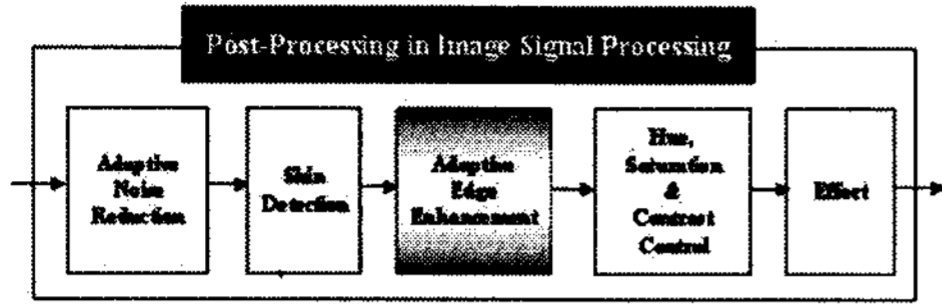 Post-Processing in Image Signal Processing
Adaptive
Noise
Reduction
Skin
Detection
Adaptive
Edge
Enhancement
Hue,
Saturation
&
Contrast
Control
Effect